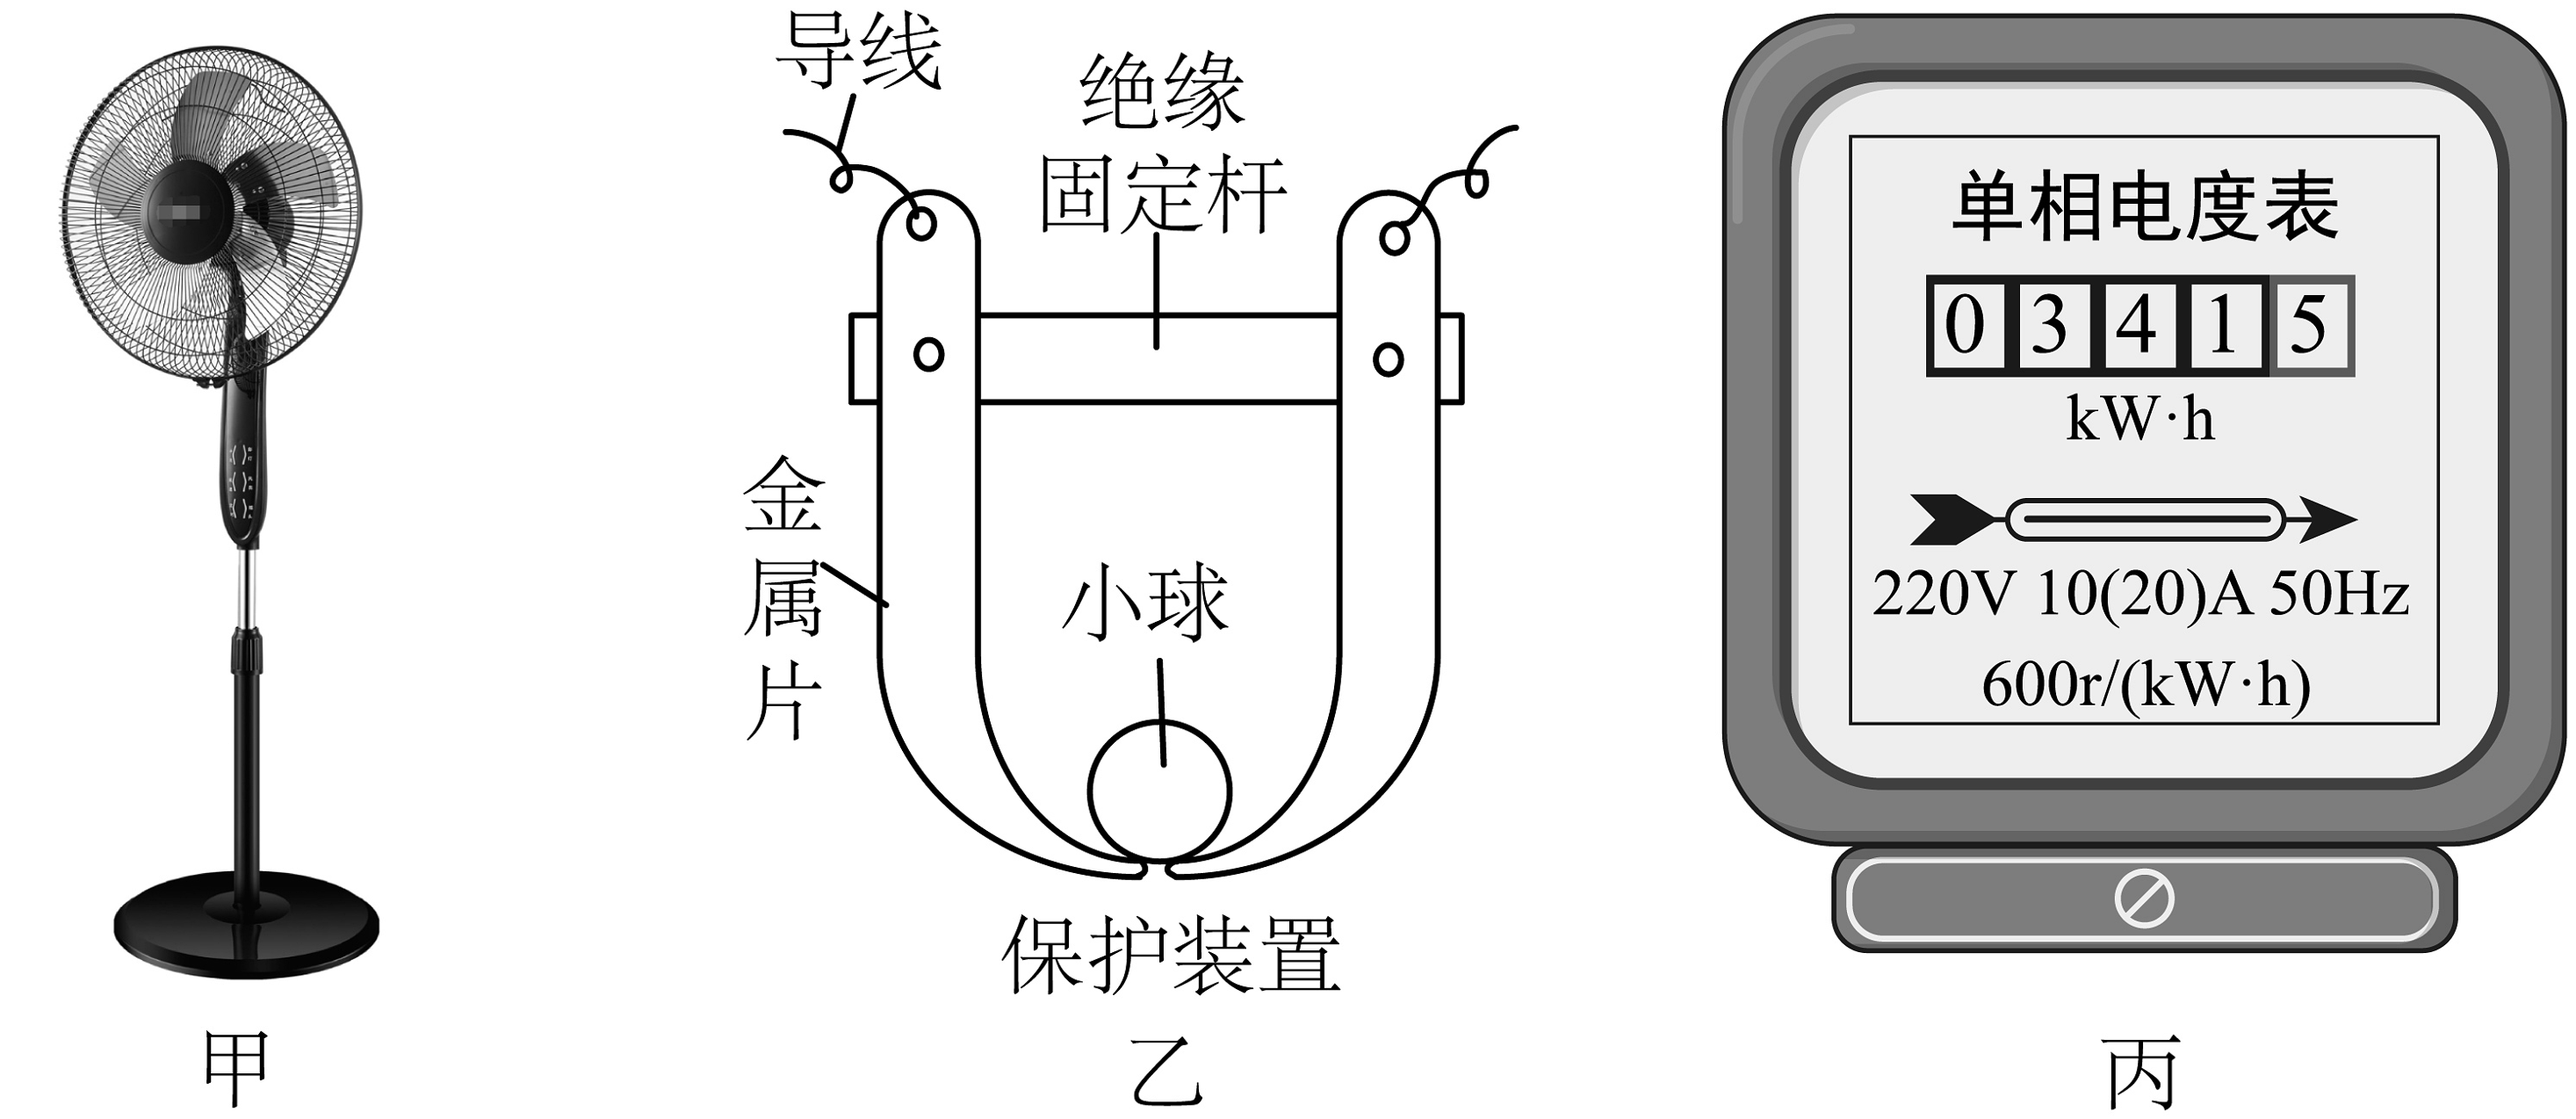 导线
绝缘
固定杆
金属片
小球
保护装置
单相电度表
0 3 4 1 5
kW·h
220V 10(20)A 50Hz
600r/(kW·h)
甲
乙
丙